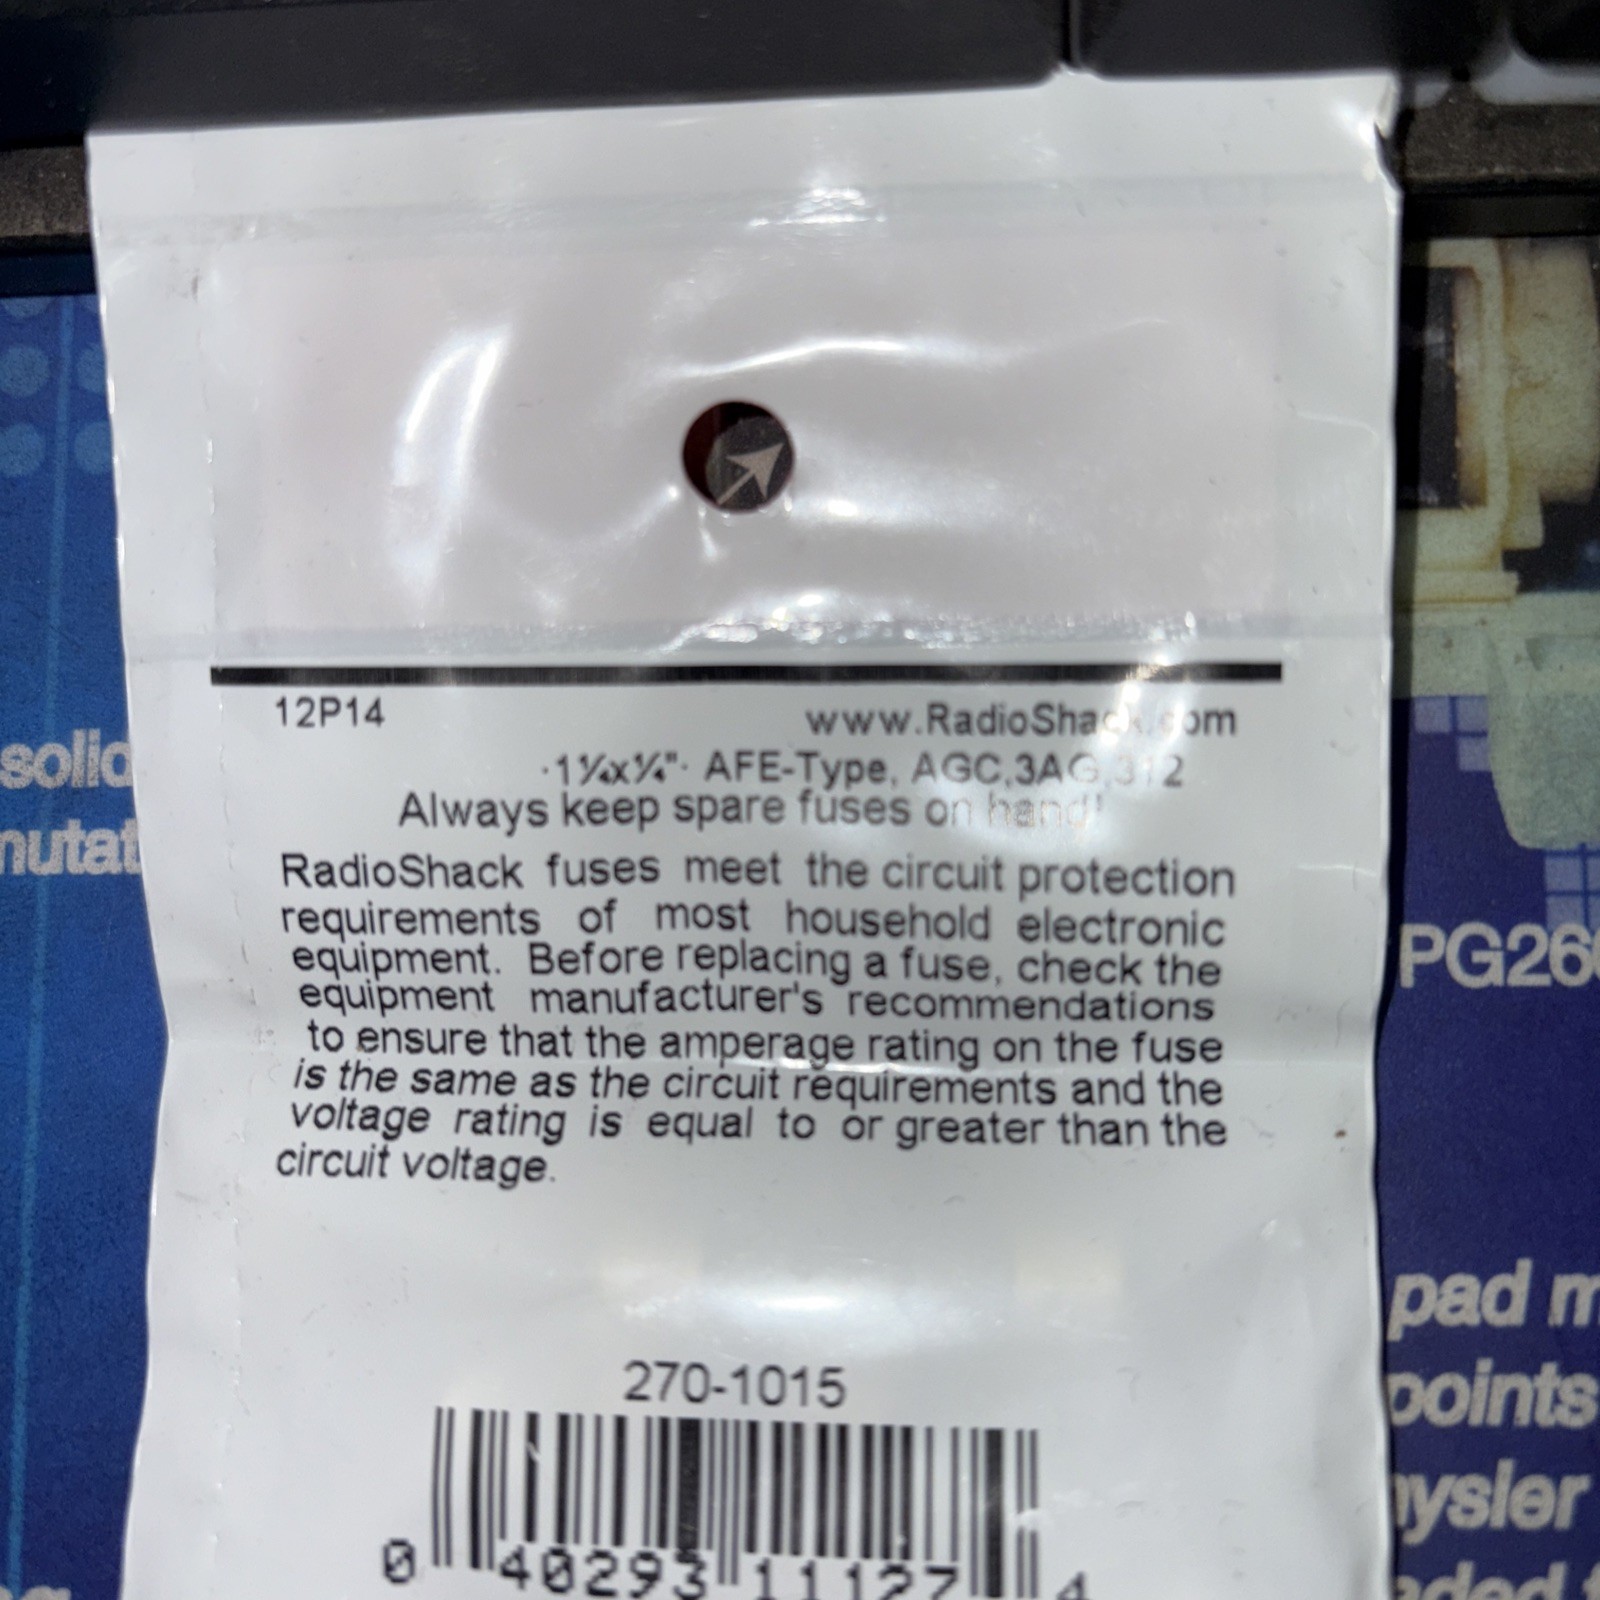 12P14
www.RadioShack.com
·1¼x¼"· AFE-Type, AGC,3AG,312
Always keep spare fuses on hand!
RadioShack fuses meet the circuit protection
requirements of most household electronic
equipment. Before replacing a fuse, check the
equipment manufacturer's recommendations
to ensure that the amperage rating on the fuse
is the same as the circuit requirements and the
voltage rating is equal to or greater than the
circuit voltage.
270-1015
0 40293 11127 4
solid
mutat
PG260
pad m
points
hysler